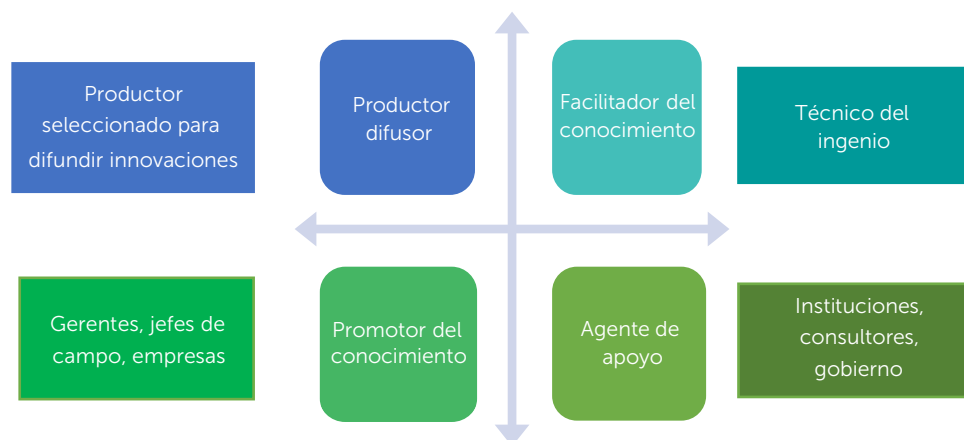 Productor
seleccionado para
difundir innovaciones
Productor
difusor
Facilitador del
conocimiento
Técnico del
ingenio
Gerentes, jefes de
campo, empresas
Promotor del
conocimiento
Agente de
apoyo
Instituciones,
consultores,
gobierno